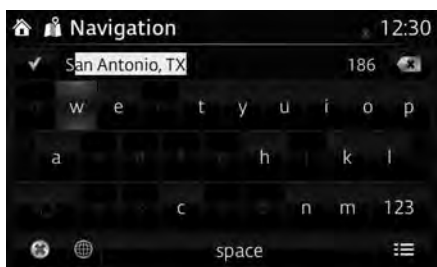 Navigation 12:30
San Antonio, TX 186
w e t y u i o p
a h k l
c n m 123
space